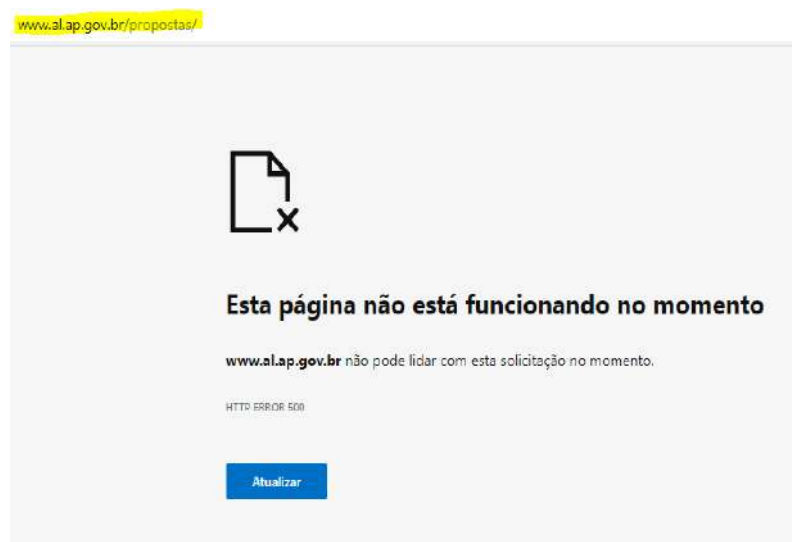 www.al.ap.gov.br/propostas/
Esta página não está funcionando no momento
www.al.ap.gov.br não pode lidar com esta solicitação no momento.
HTTP ERROR 500
Atualizar